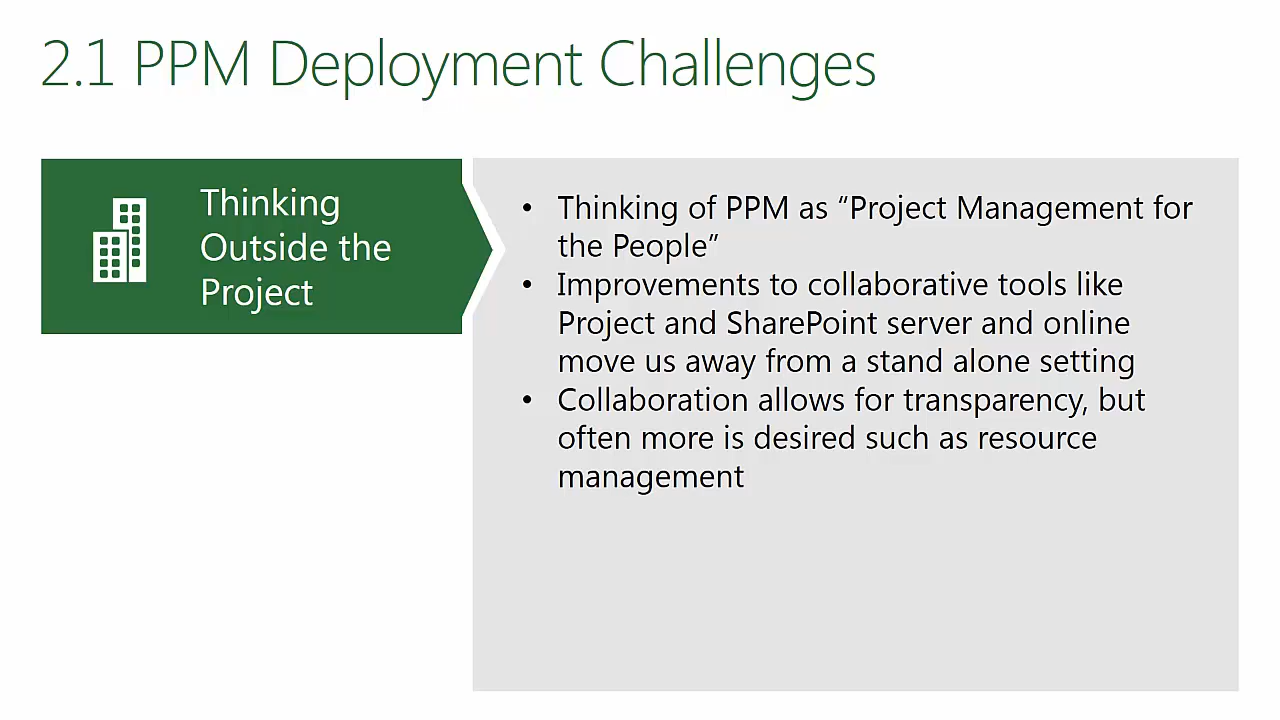 2.1 PPM Deployment Challenges
Thinking
Outside the
Project
• Thinking of PPM as “Project Management for
the People”
• Improvements to collaborative tools like
Project and SharePoint server and online
move us away from a stand alone setting
• Collaboration allows for transparency, but
often more is desired such as resource
management